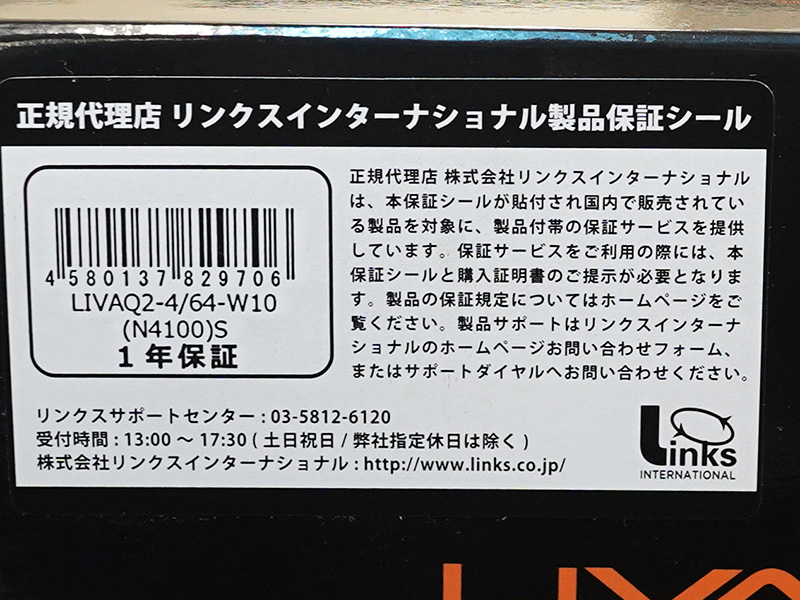 正規代理店 リンクスインターナショナル製品保証シール
4 580137 829706
LIVAQ2-4/64-W10
(N4100)S
1年保証
正規代理店 株式会社リンクスインターナショナル
は、本保証シールが貼付され国内で販売されてい
る製品を対象に、製品付帯の保証サービスを提供
しています。保証サービスをご利用の際には、本
保証シールと購入証明書のご提示が必要となりま
す。製品の保証規定についてはホームページをご
覧ください。製品サポートはリンクスインターナ
ショナルのホームページお問い合わせフォーム、
またはサポートダイヤルへお問い合わせください。
リンクスサポートセンター : 03-5812-6120
受付時間 : 13:00 ～ 17:30 ( 土日祝日 / 弊社指定休日は除く )
株式会社リンクスインターナショナル : http://www.links.co.jp/
Links
INTERNATIONAL